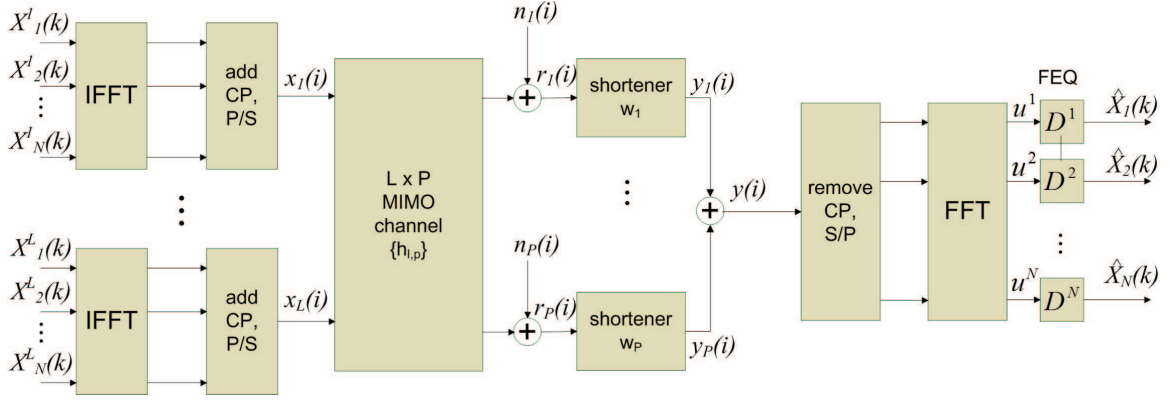 X^1_1(k)
X^1_2(k)
X^1_N(k)
IFFT
add
CP,
P/S
x_1(i)
X^L_1(k)
X^L_2(k)
X^L_N(k)
IFFT
add
CP,
P/S
x_L(i)
L x P
MIMO
channel
{h_{l,p}}
n_1(i)
+
r_1(i)
shortener
w_1
y_1(i)
n_P(i)
+
r_P(i)
shortener
w_P
y_P(i)
+
y(i)
remove
CP,
S/P
FFT
FEQ
u^1
D^1
X̂_1(k)
u^2
D^2
X̂_2(k)
u^N
D^N
X̂_N(k)